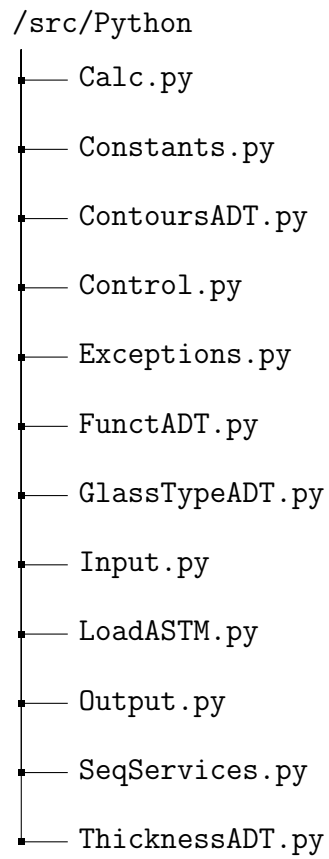 /src/Python
Calc.py
Constants.py
ContoursADT.py
Control.py
Exceptions.py
FunctADT.py
GlassTypeADT.py
Input.py
LoadASTM.py
Output.py
SeqServices.py
ThicknessADT.py